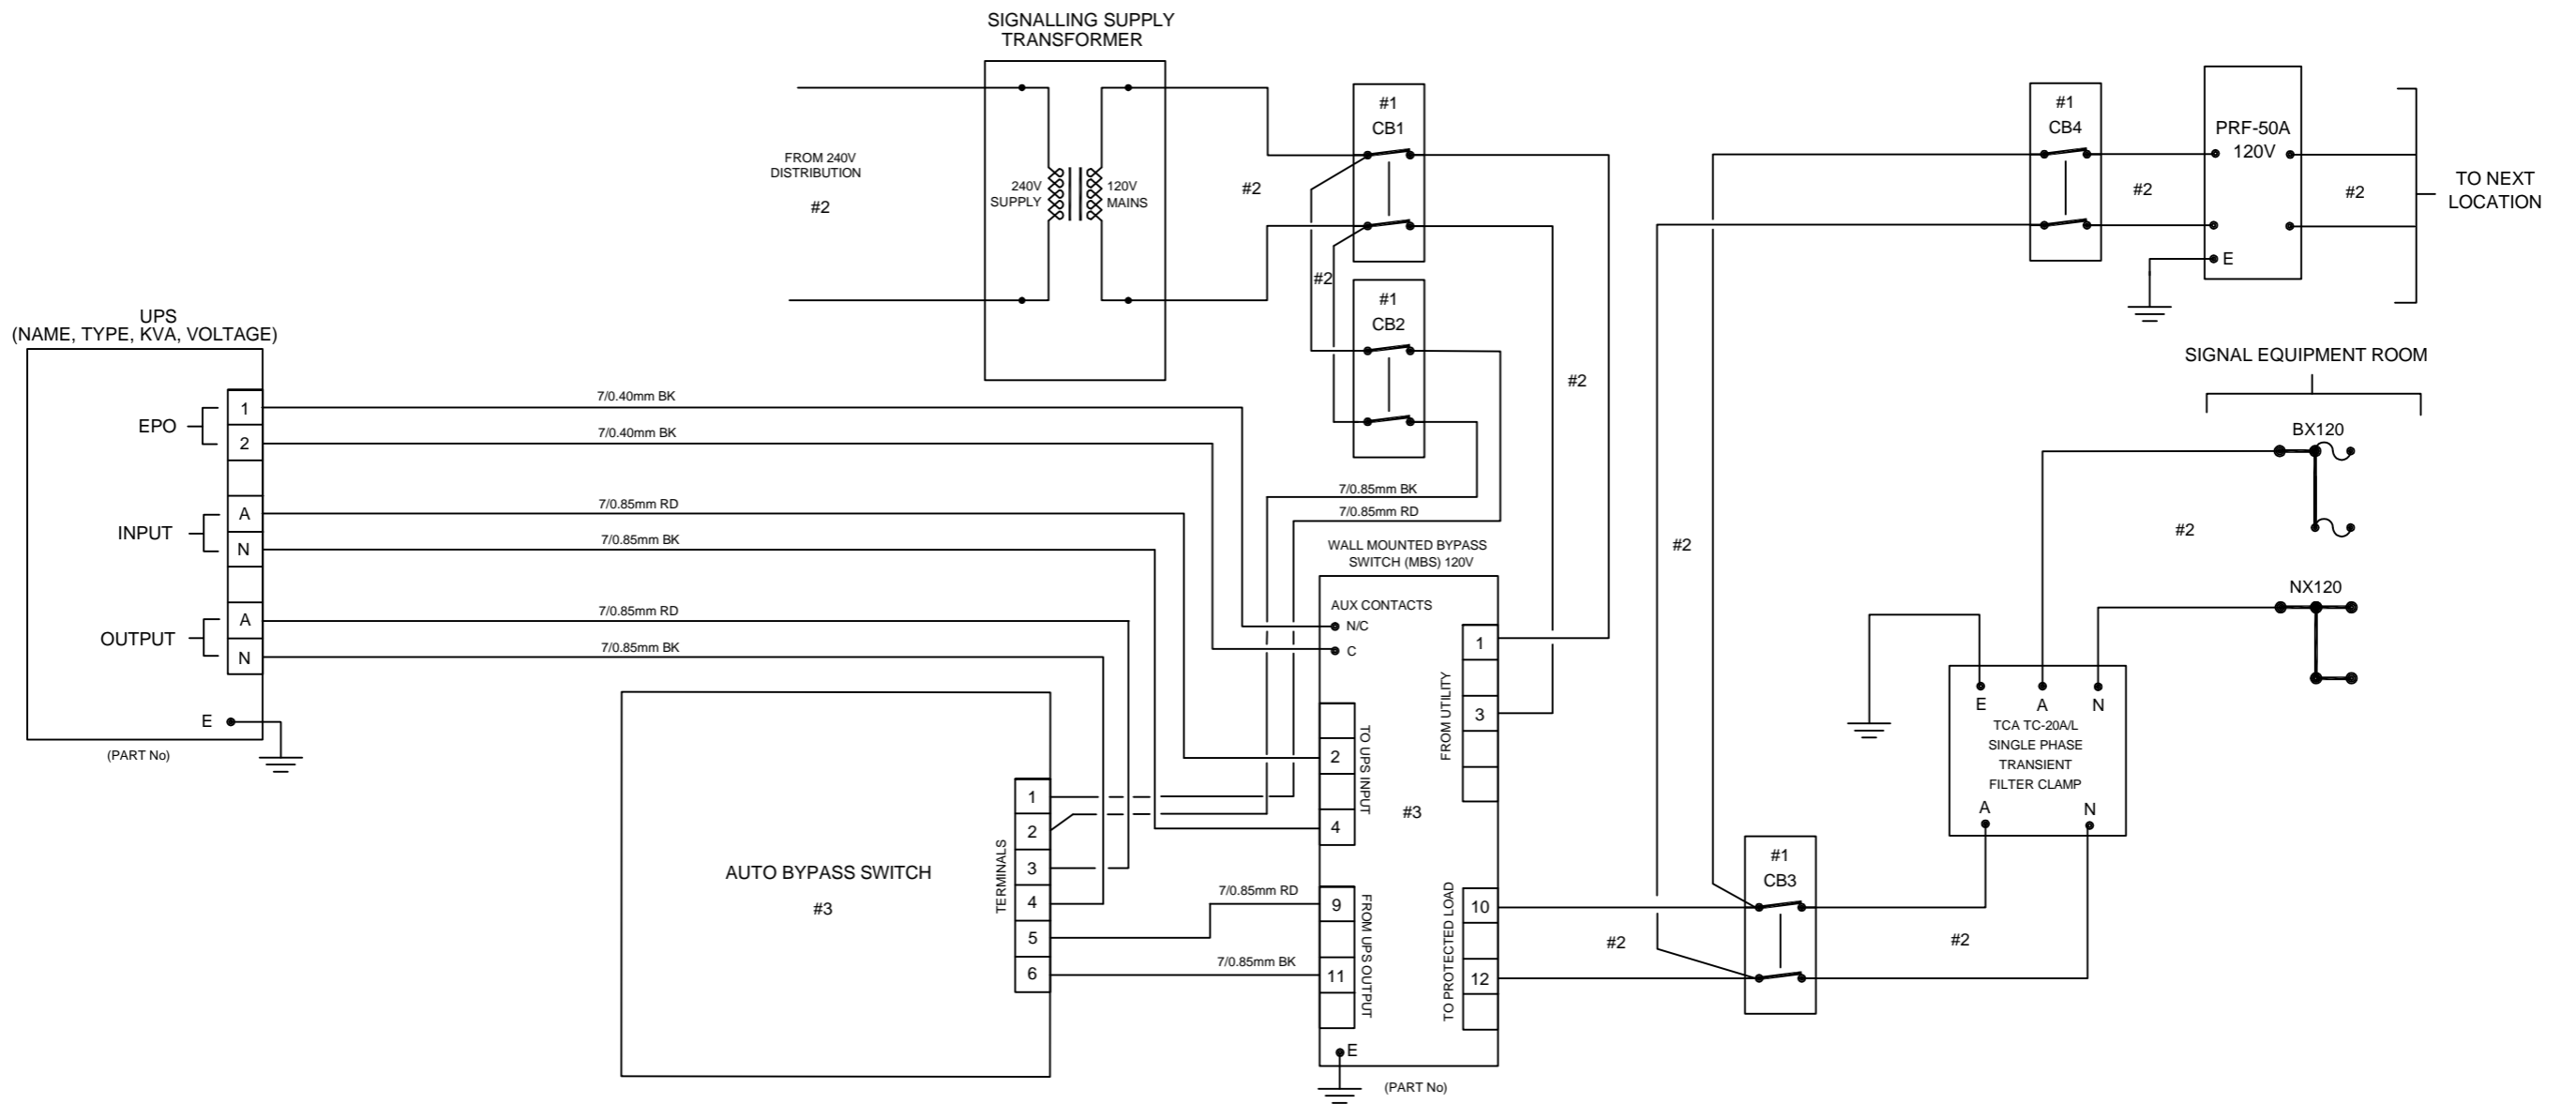 SIGNALLING SUPPLY
TRANSFORMER
FROM 240V
DISTRIBUTION
#2
240V
SUPPLY
120V
MAINS
#2
#1
CB1
#2
#1
CB2
#2
#1
CB4
#2
PRF-50A
120V
E
#2
TO NEXT
LOCATION
UPS
(NAME, TYPE, KVA, VOLTAGE)
EPO
1
2
INPUT
A
N
OUTPUT
A
N
E
(PART No)
7/0.40mm BK
7/0.40mm BK
7/0.85mm RD
7/0.85mm BK
7/0.85mm RD
7/0.85mm BK
7/0.85mm BK
7/0.85mm RD
WALL MOUNTED BYPASS
SWITCH (MBS) 120V
AUX CONTACTS
N/C
C
1
3
FROM UTILITY
2
4
TO UPS INPUT
#3
9
11
FROM UPS OUTPUT
10
12
TO PROTECTED LOAD
E
(PART No)
AUTO BYPASS SWITCH
#3
TERMINALS
1
2
3
4
5
6
7/0.85mm RD
7/0.85mm BK
#2
#2
#1
CB3
#2
SIGNAL EQUIPMENT ROOM
BX120
#2
NX120
E
A
N
TCA TC-20A/L
SINGLE PHASE
TRANSIENT
FILTER CLAMP
A
N